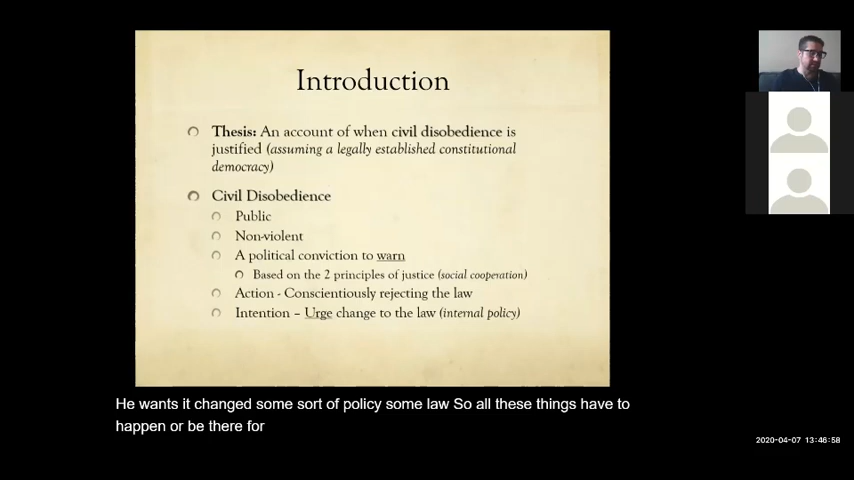 Introduction
Thesis: An account of when civil disobedience is
justified (assuming a legally established constitutional
democracy)
Civil Disobedience
Public
Non-violent
A political conviction to warn
Based on the 2 principles of justice (social cooperation)
Action - Conscientiously rejecting the law
Intention – Urge change to the law (internal policy)
He wants it changed some sort of policy some law So all these things have to
happen or be there for
2020-04-07 13:46:58